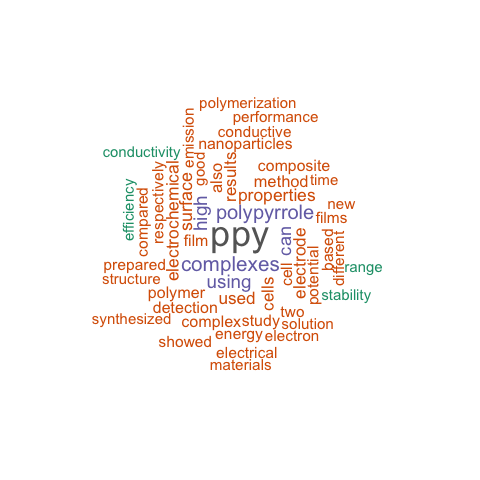 polymerization
performance
emission
conductive
nanoparticles
conductivity
good
results
composite
also
respectively
method
time
electrochemical
surface
high
properties
efficiency
compared
new
polypyrrole
films
ppy
can
film
electrode
based
different
prepared
complexes
cell
potential
range
structure
using
cells
polymer
used
stability
detection
two
synthesized
complex
study
solution
energy
electron
showed
electrical
materials